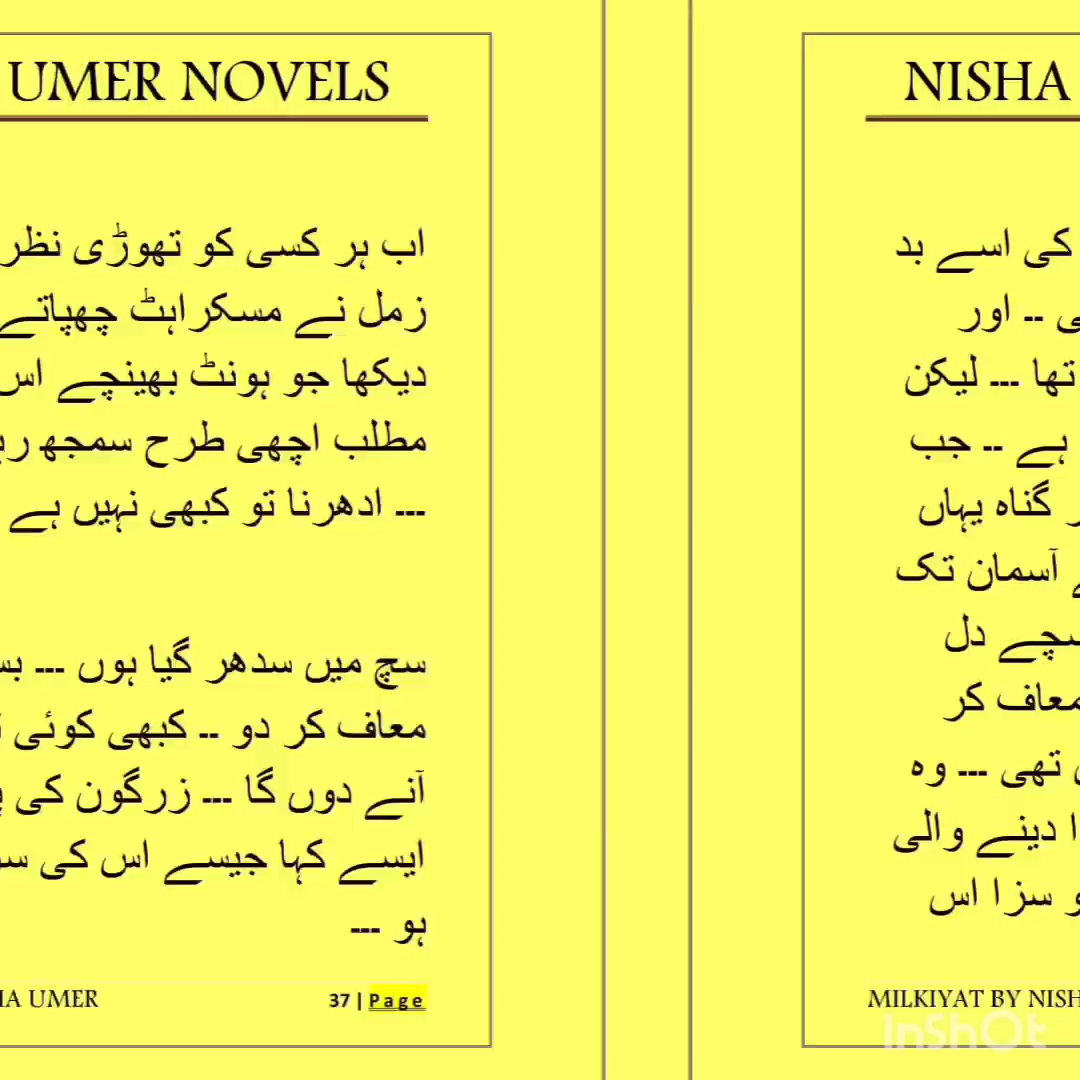 UMER NOVELS
اب ہر کسی کو تھوڑی نظر
زمل نے مسکراہٹ چھپاتے
دیکھا جو ہونٹ بھینچے اس
مطلب اچھی طرح سمجھ
--- ادھرنا تو کبھی نہیں ہے
سچ میں سدھر گیا ہوں ---
معاف کر دو -- کبھی کوئی
آنے دوں گا --- زرگون کی
ایسے کہا جیسے اس کی
ہو ---
UMER
37 | Page
NISHA
کی اسے بد
-- اور
تھا --- لیکن
ہے -- جب
گناہ یہاں
آسمان تک
سچے دل
معاف کر
تھی --- وہ
دینے والی
سزا اس
MILKIYAT BY NISH
InShOt